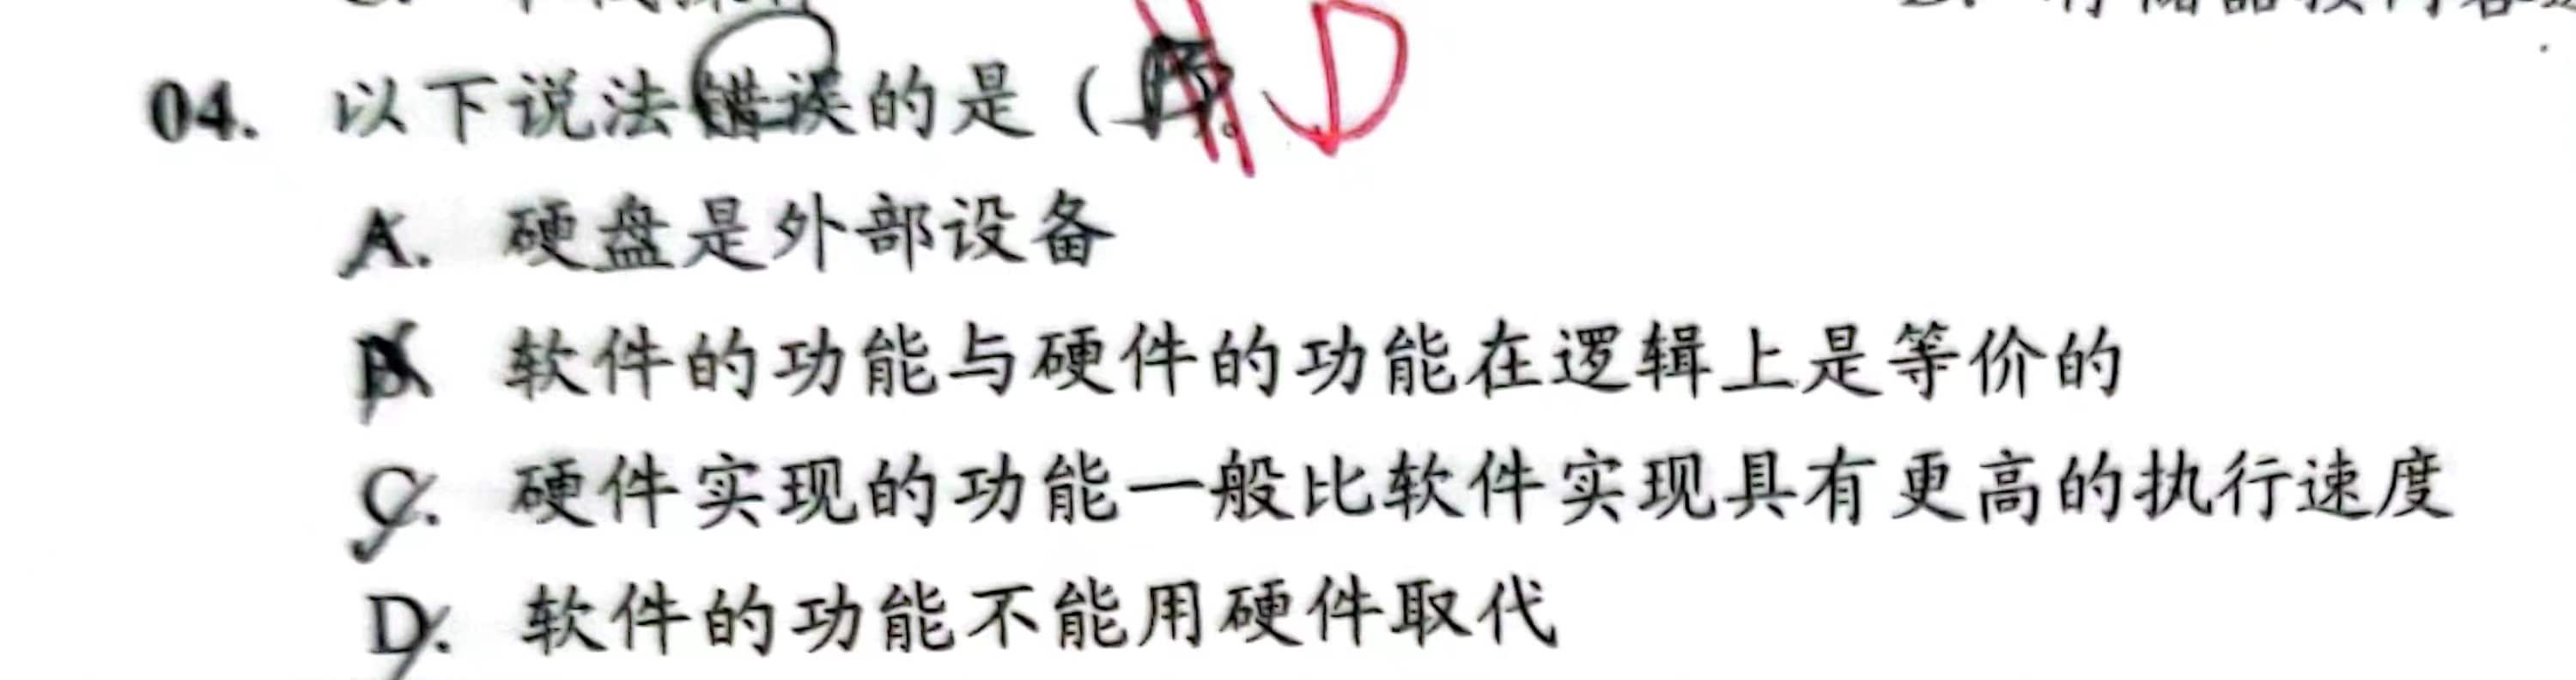 04. 以下说法错误的是（ ）。 D
A. 硬盘是外部设备
B. 软件的功能与硬件的功能在逻辑上是等价的
C. 硬件实现的功能一般比软件实现具有更高的执行速度
D. 软件的功能不能用硬件取代